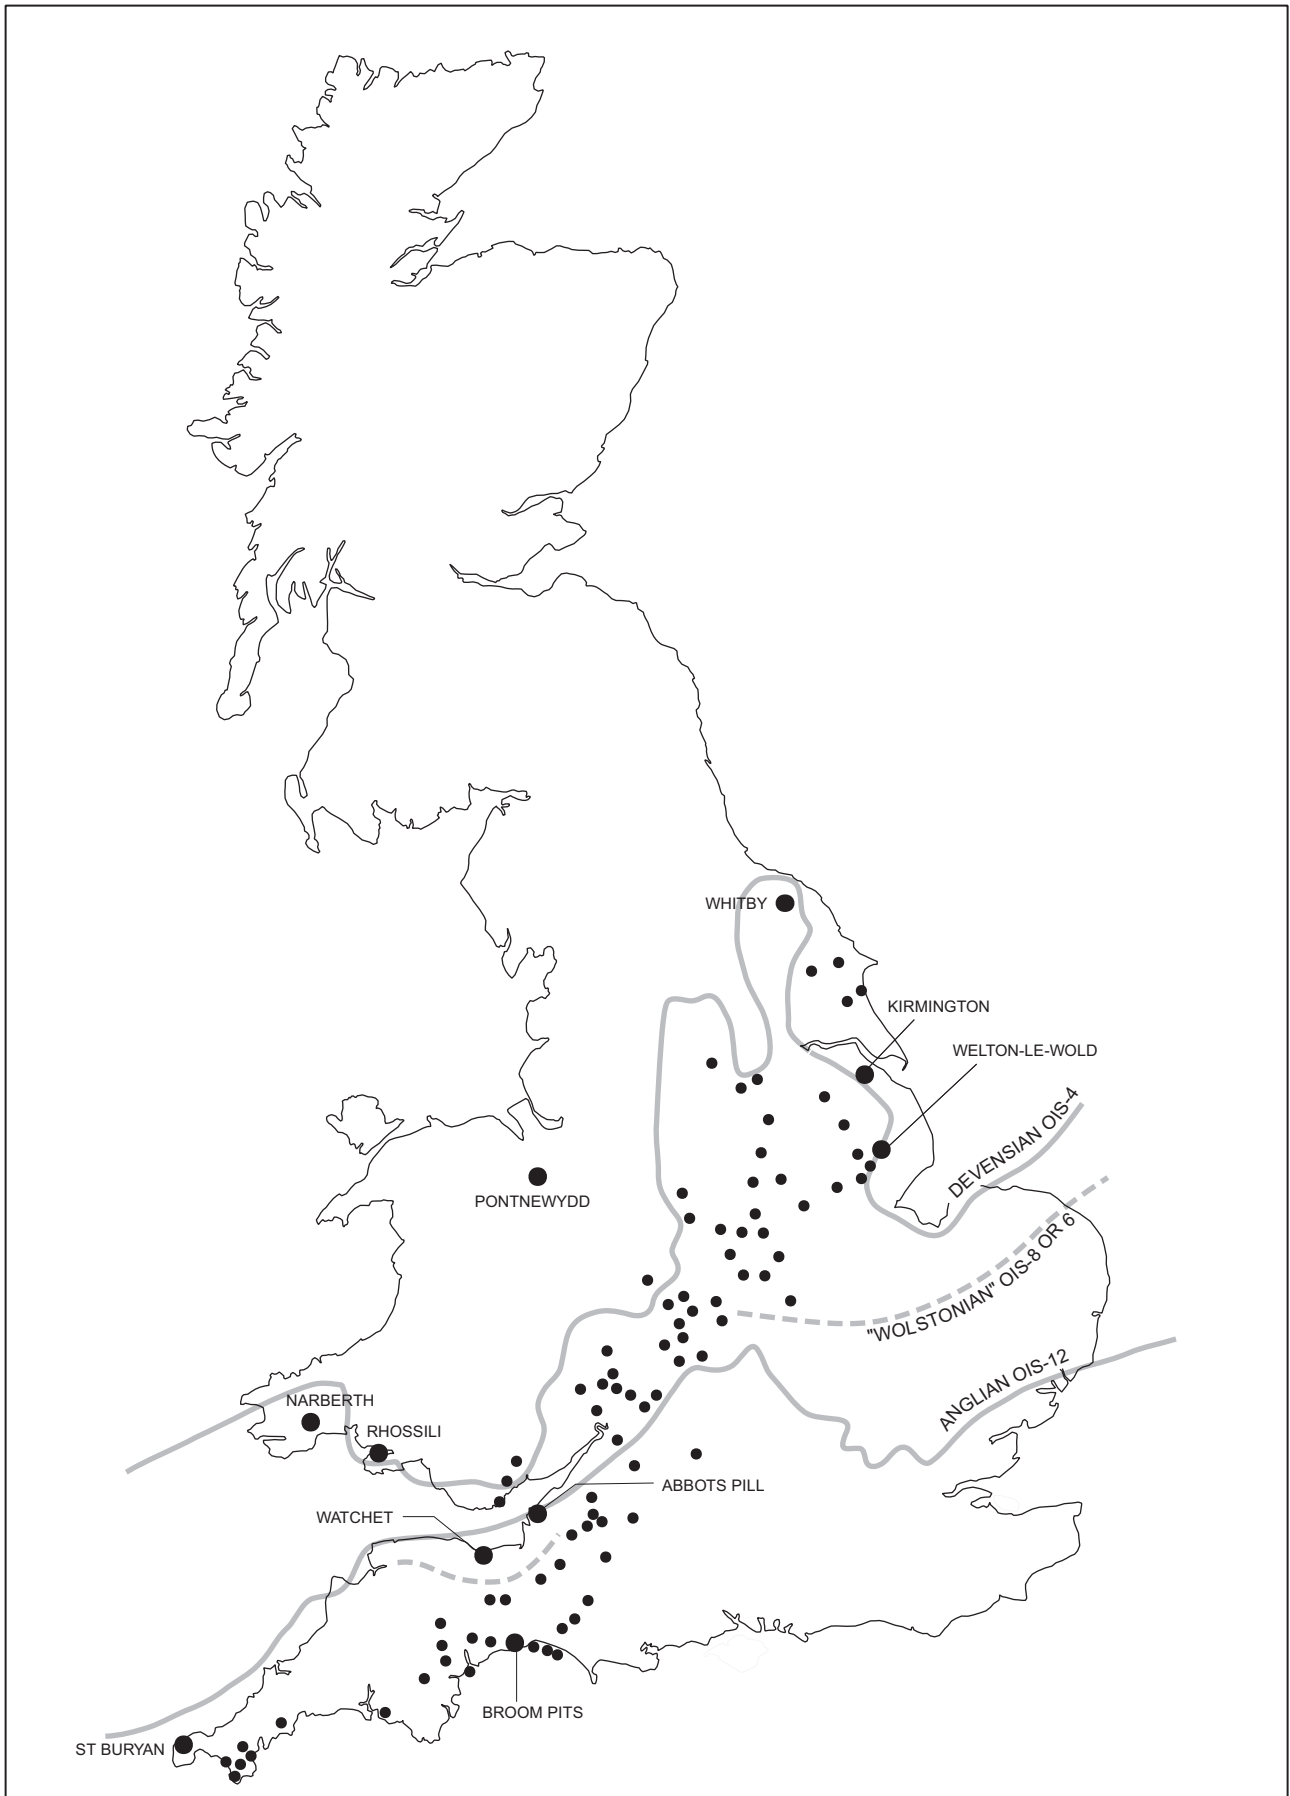 WHITBY
KIRMINGTON
WELTON-LE-WOLD
DEVENSIAN OIS-4
PONTNEWYDD
"WOLSTONIAN" OIS-8 OR 6
ANGLIAN OIS-12
NARBERTH
RHOSSILI
ABBOTS PILL
WATCHET
BROOM PITS
ST BURYAN